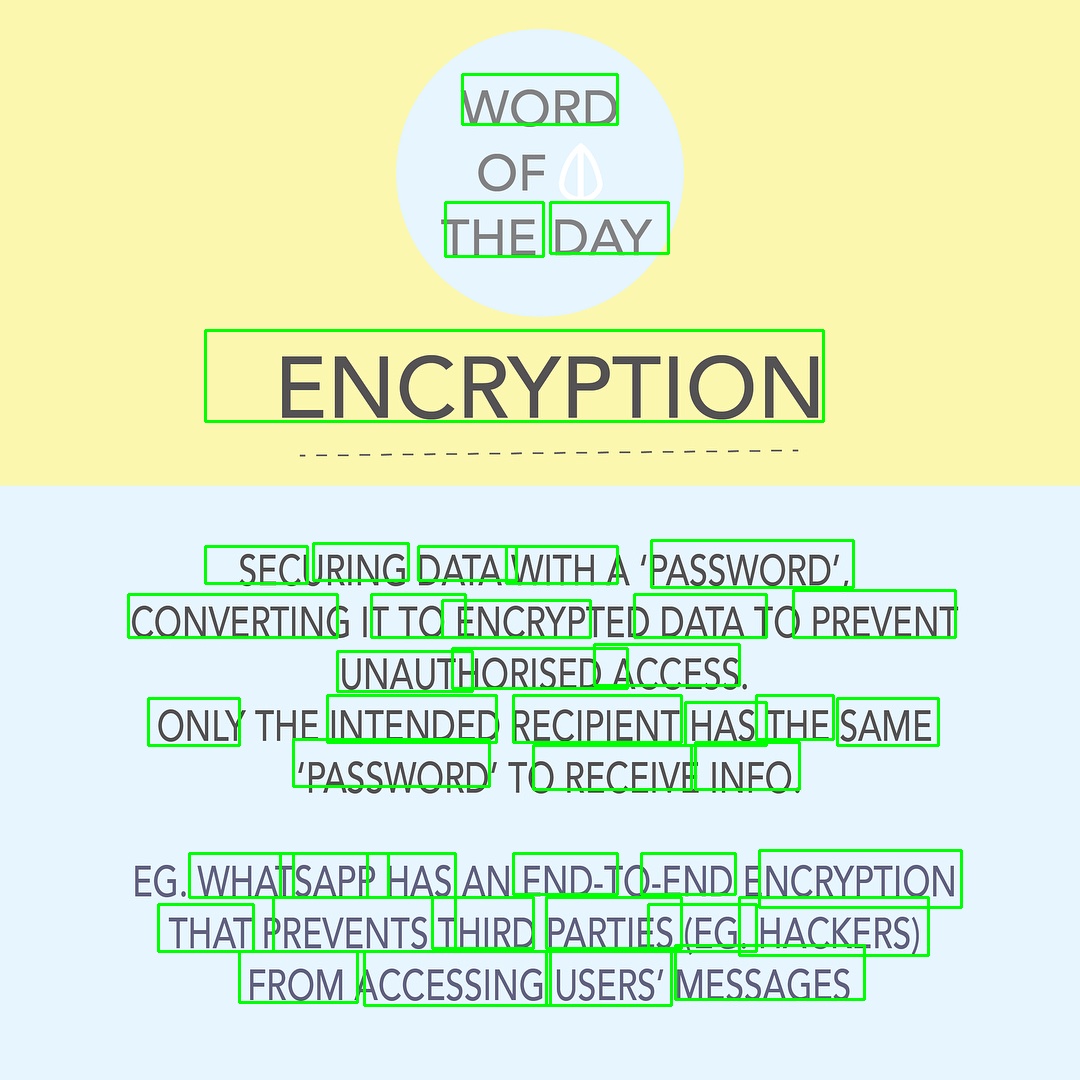 WORD
OF
THE DAY
ENCRYPTION
SECURING DATA WITH A ‘PASSWORD’,
CONVERTING IT TO ENCRYPTED DATA TO PREVENT
UNAUTHORISED ACCESS.
ONLY THE INTENDED RECIPIENT HAS THE SAME
‘PASSWORD’ TO RECEIVE INFO.
EG. WHATSAPP HAS AN END-TO-END ENCRYPTION
THAT PREVENTS THIRD PARTIES (EG. HACKERS)
FROM ACCESSING USERS’ MESSAGES